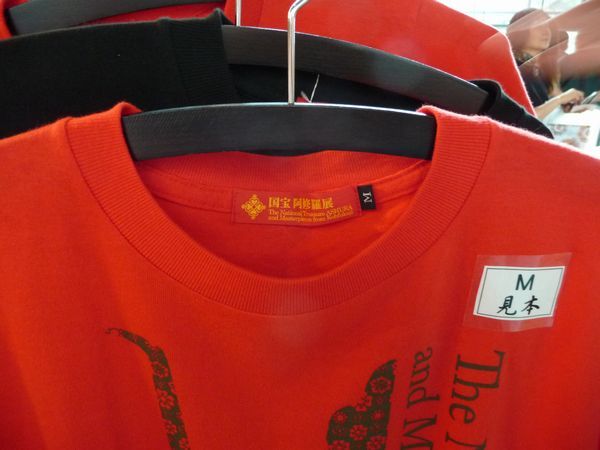 国宝 阿修羅展
The National Treasure ASHURA
and Masterpieces from Kohfukuji
M
M
見本
The
and M